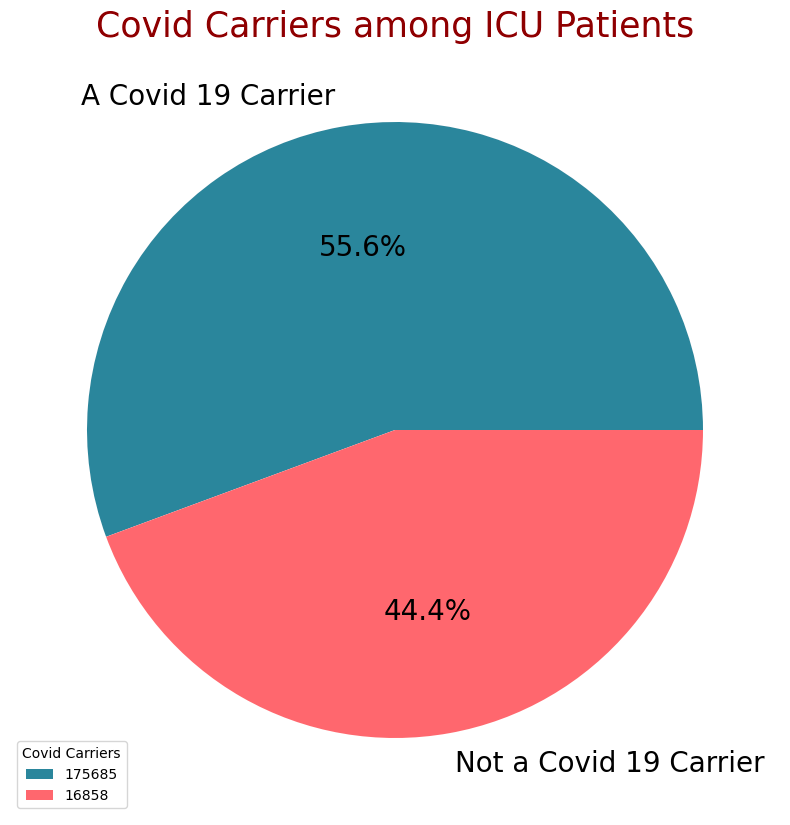 Covid Carriers among ICU Patients
A Covid 19 Carrier
55.6%
44.4%
Not a Covid 19 Carrier
Covid Carriers
175685
16858